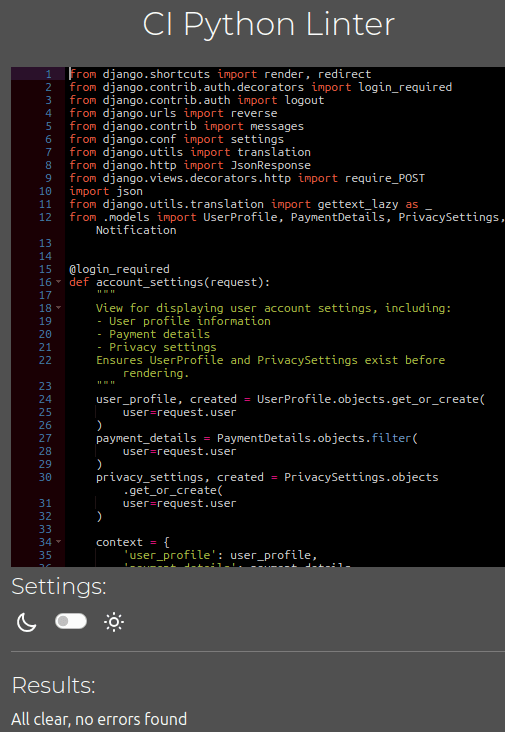 CI Python Linter
1 from django.shortcuts import render, redirect
2 from django.contrib.auth.decorators import login_required
3 from django.contrib.auth import logout
4 from django.urls import reverse
5 from django.contrib import messages
6 from django.conf import settings
7 from django.utils import translation
8 from django.http import JsonResponse
9 from django.views.decorators.http import require_POST
10 import json
11 from django.utils.translation import gettext_lazy as _
12 from .models import UserProfile, PaymentDetails, PrivacySettings,
Notification
13
14
15 @login_required
16 def account_settings(request):
17 """
18 View for displaying user account settings, including:
19 - User profile information
20 - Payment details
21 - Privacy settings
22 Ensures UserProfile and PrivacySettings exist before
rendering.
23 """
24 user_profile, created = UserProfile.objects.get_or_create(
25 user=request.user
26 )
27 payment_details = PaymentDetails.objects.filter(
28 user=request.user
29 )
30 privacy_settings, created = PrivacySettings.objects
.get_or_create(
31 user=request.user
32 )
33
34 context = {
35 'user_profile': user_profile,
36 'payment_details': payment_details
Settings:
Results:
All clear, no errors found